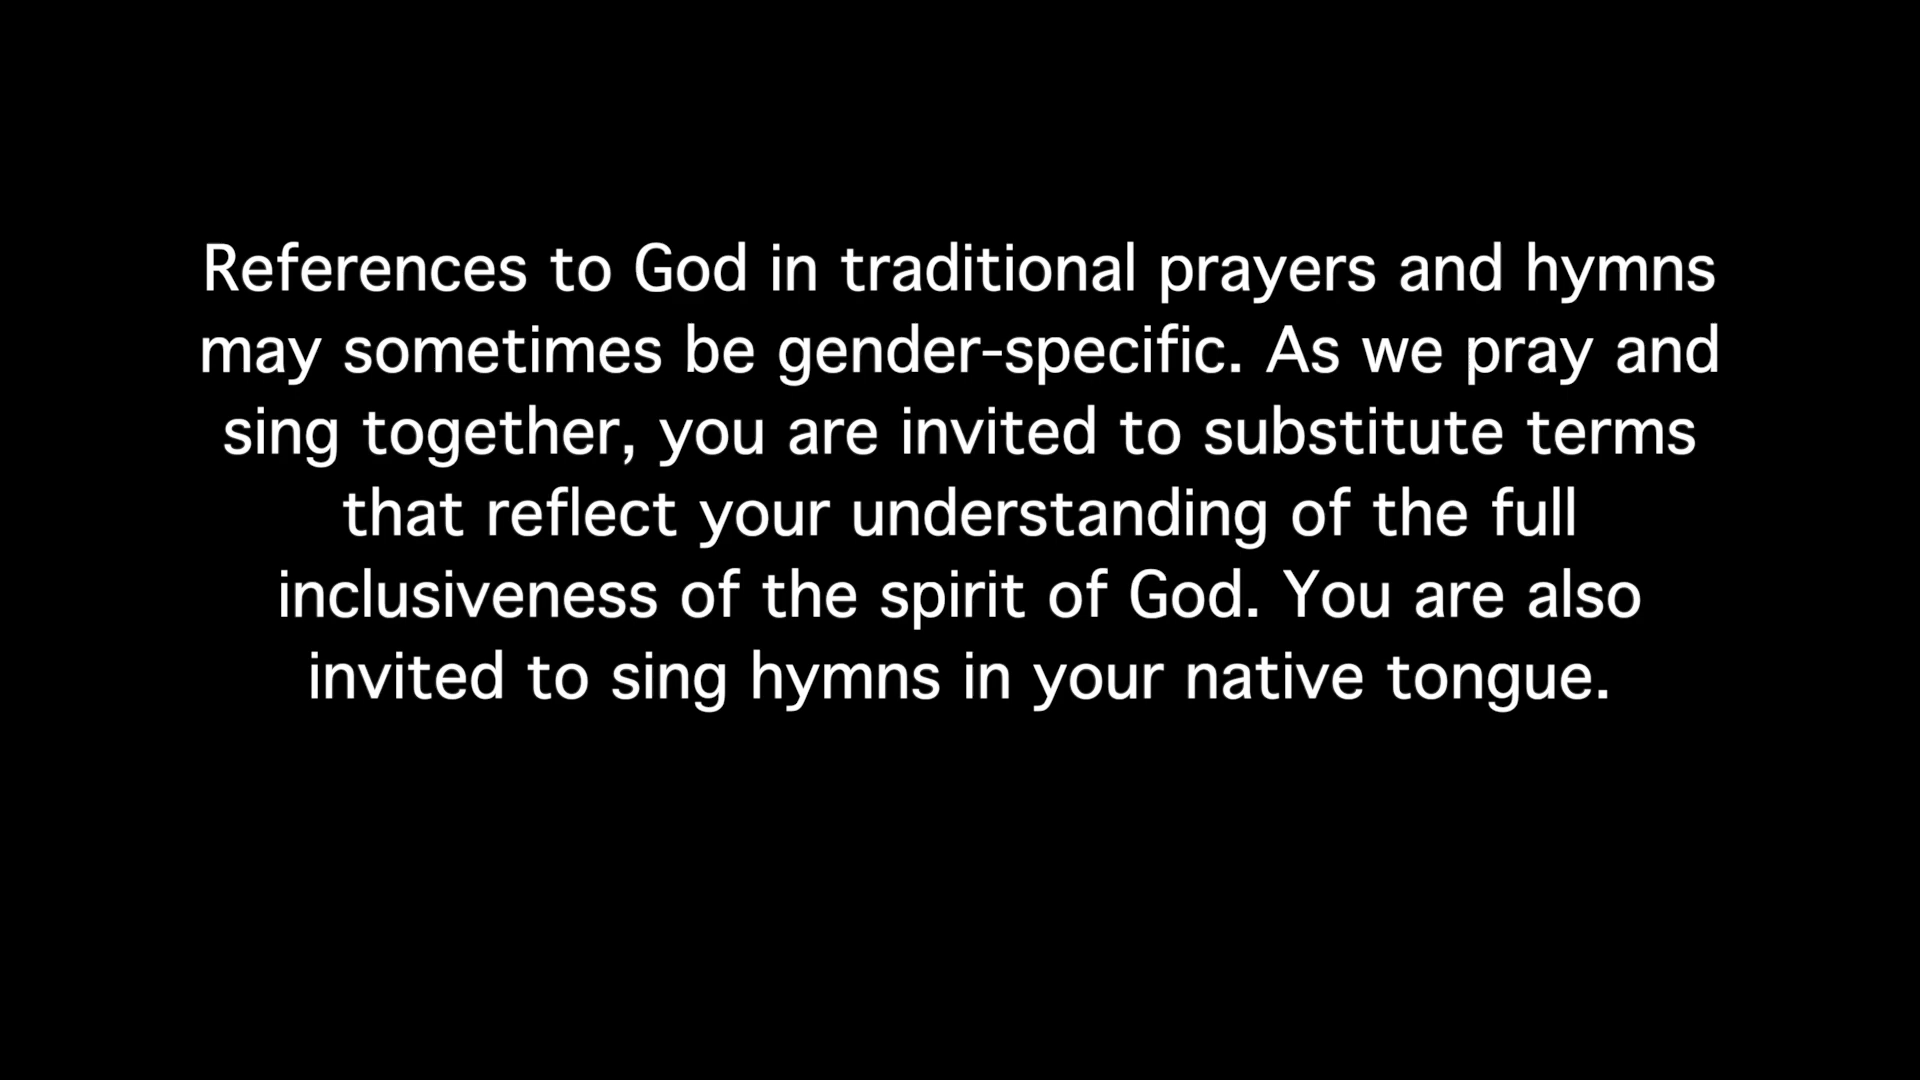 References to God in traditional prayers and hymns
may sometimes be gender-specific. As we pray and
sing together, you are invited to substitute terms
that reflect your understanding of the full
inclusiveness of the spirit of God. You are also
invited to sing hymns in your native tongue.